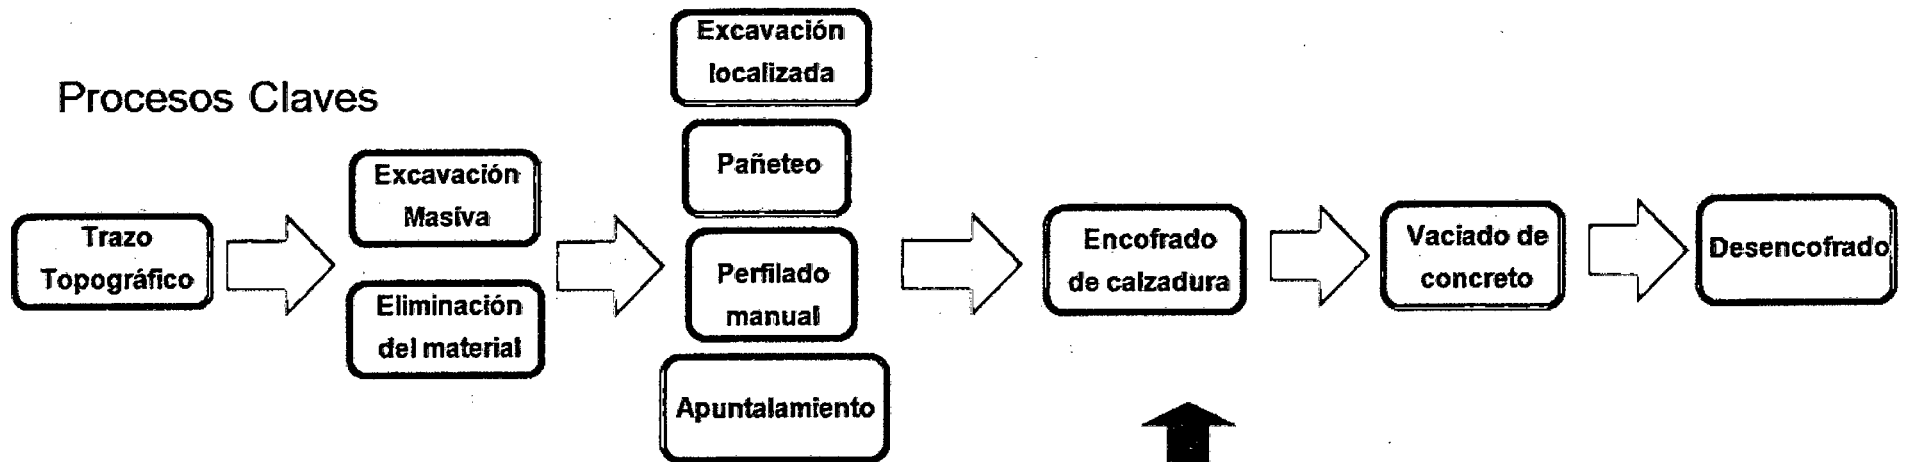 Procesos Claves
Trazo
Topográfico
Excavación
Masiva
Eliminación
del material
Excavación
localizada
Pañeteo
Perfilado
manual
Apuntalamiento
Encofrado
de calzadura
Vaciado de
concreto
Desencofrado